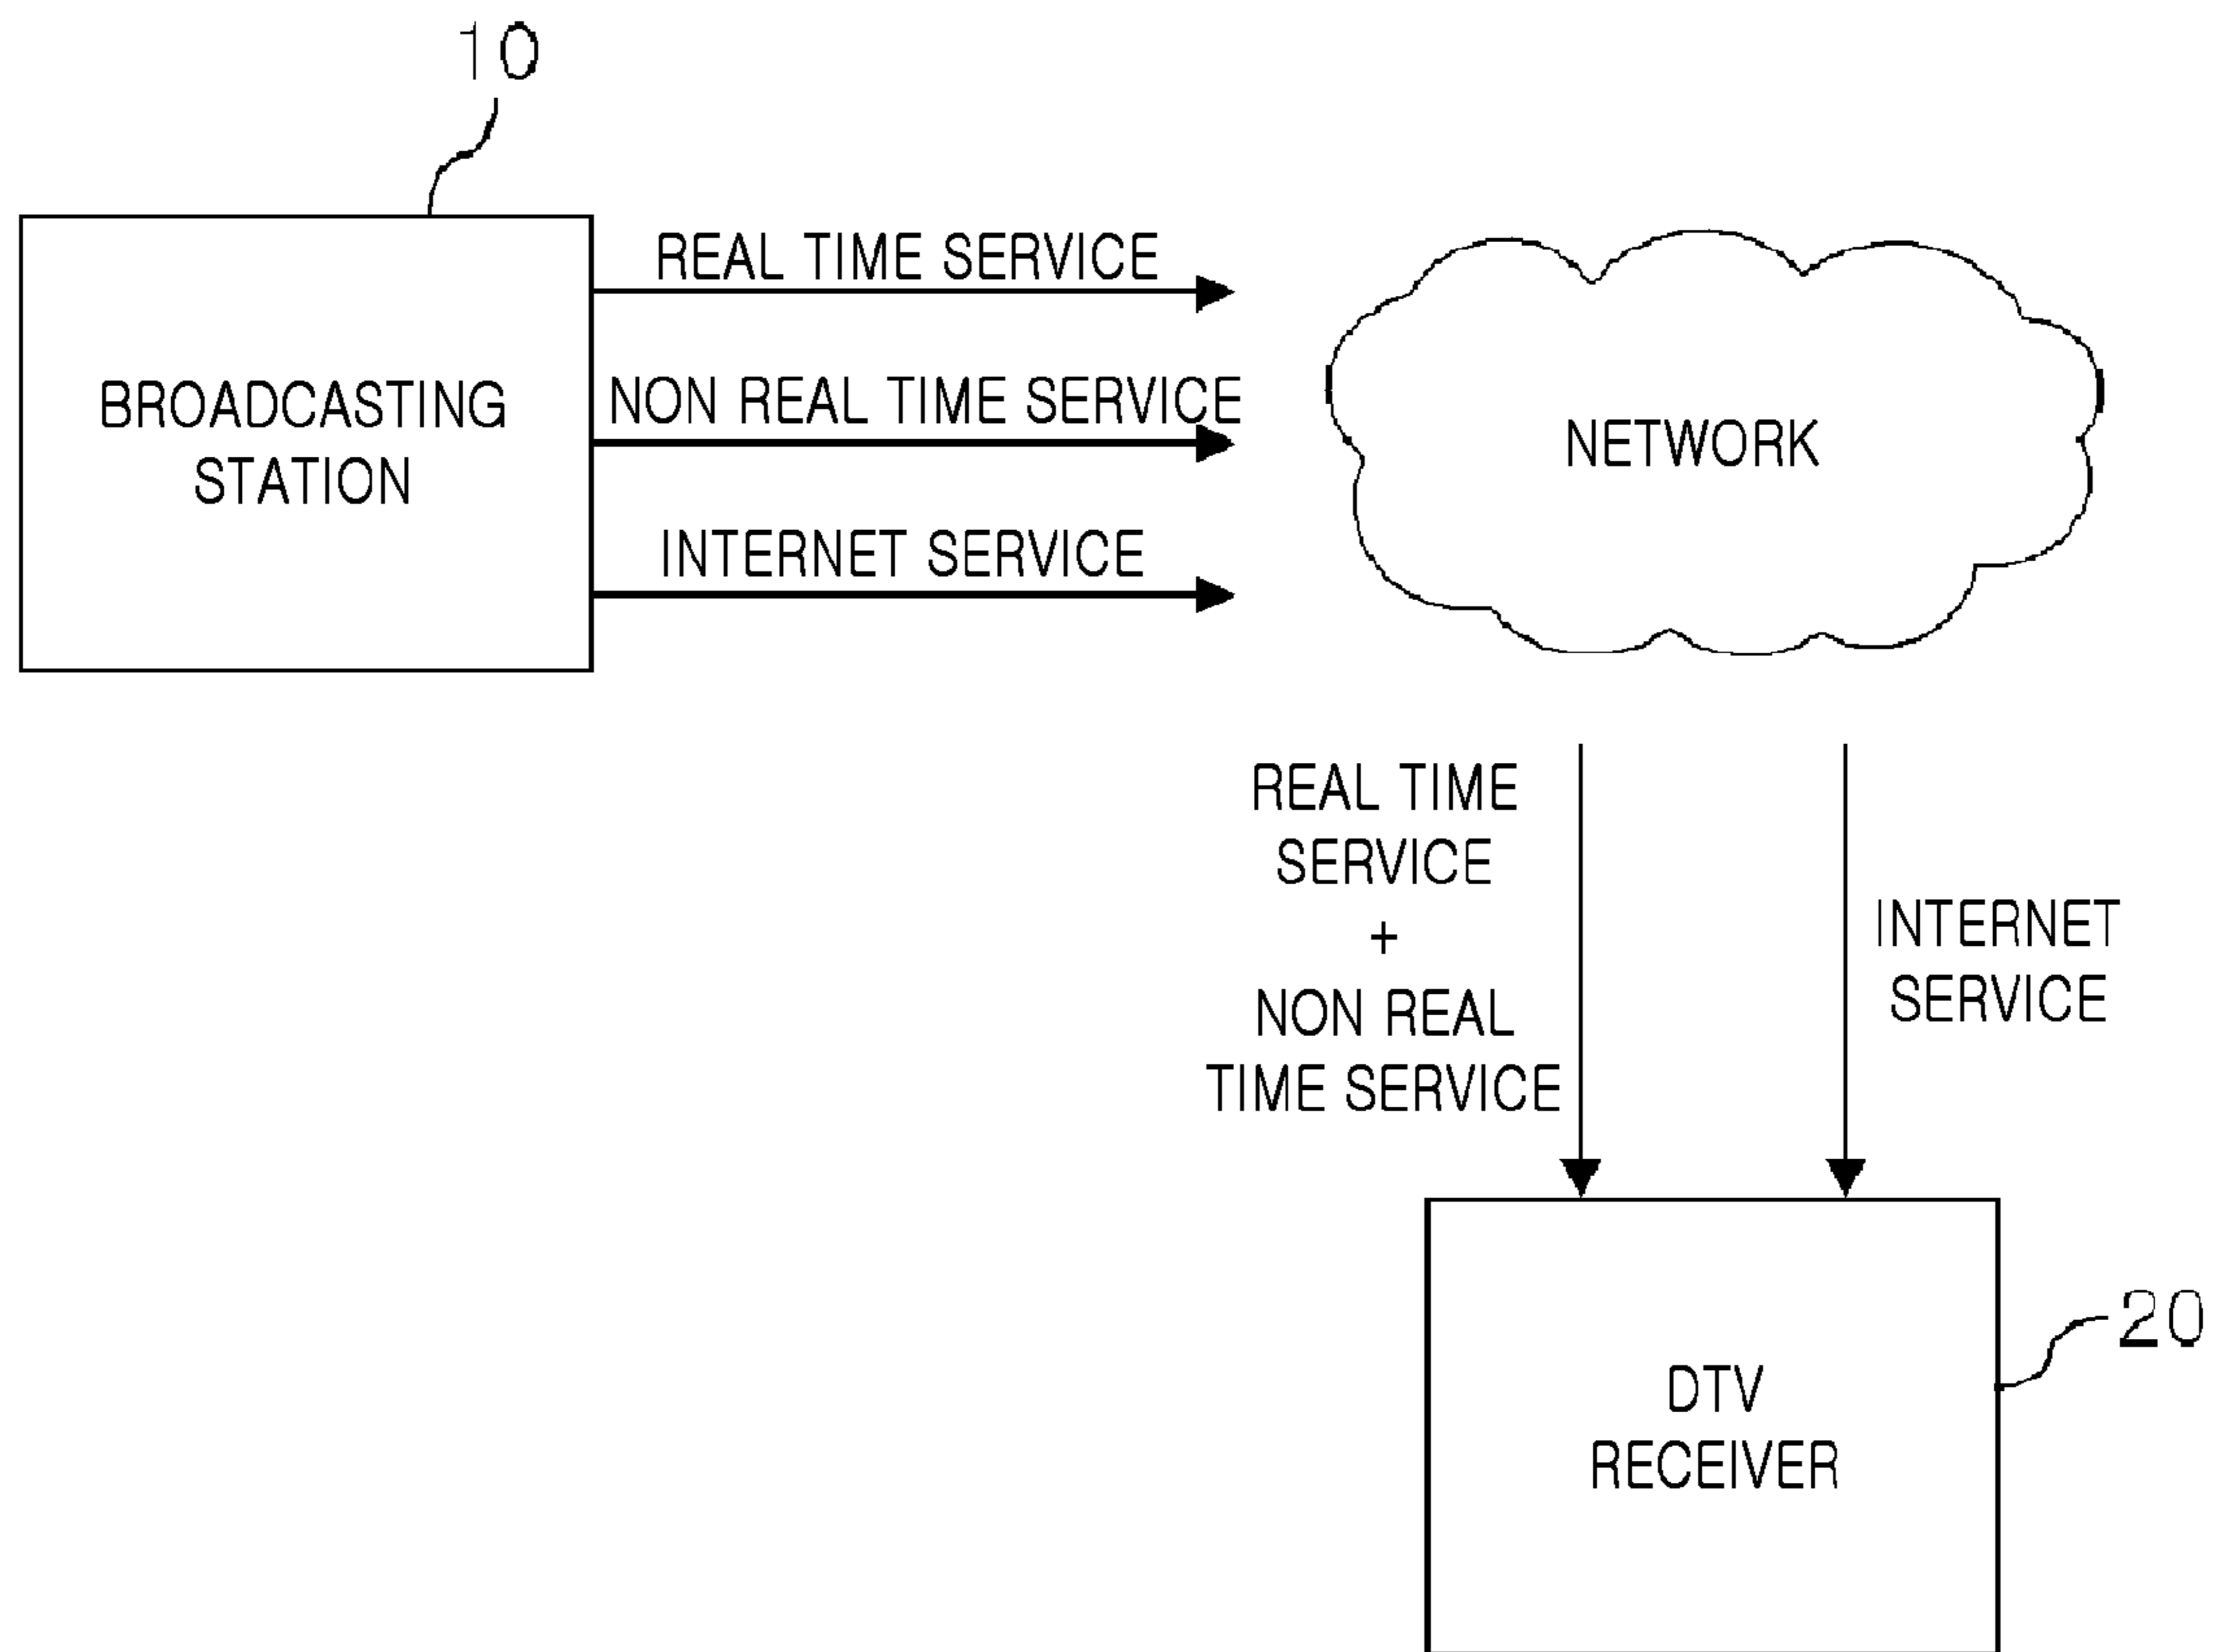 10
BROADCASTING
STATION
REAL TIME SERVICE
NON REAL TIME SERVICE
INTERNET SERVICE
NETWORK
REAL TIME
SERVICE
+
NON REAL
TIME SERVICE
INTERNET
SERVICE
DTV
RECEIVER
20